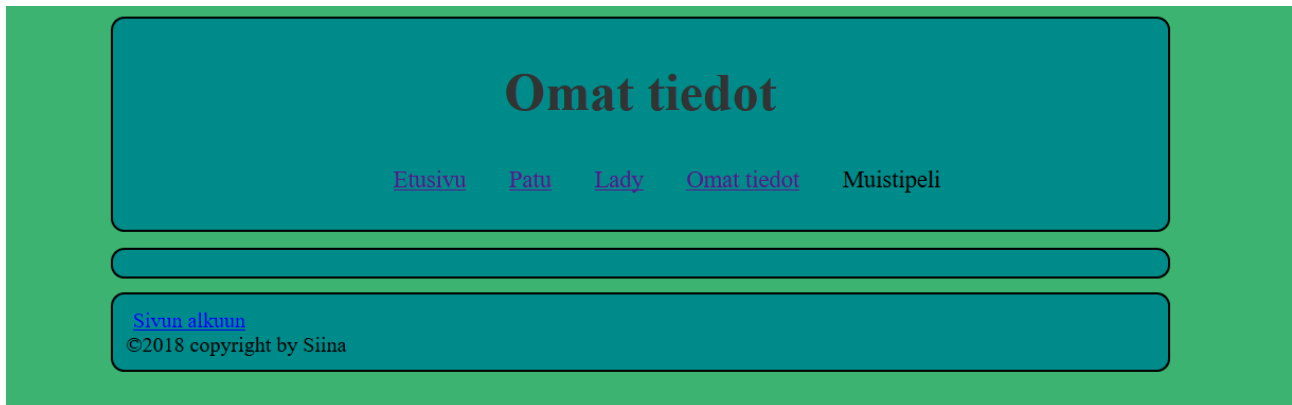 Omat tiedot
Etusivu Patu Lady Omat tiedot Muistipeli
Sivun alkuun
©2018 copyright by Siina